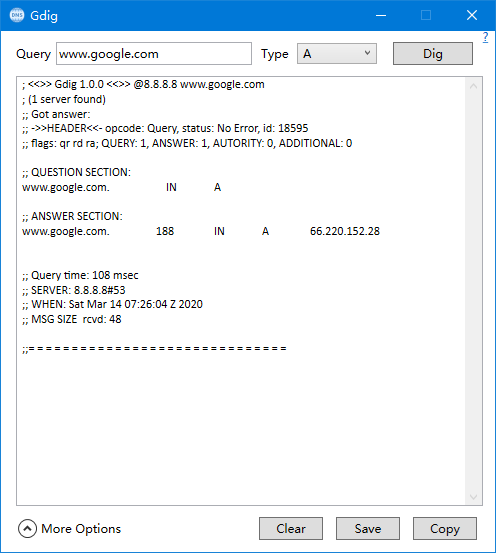 DNS Gdig
?
Query www.google.com Type A Dig
; <<>> Gdig 1.0.0 <<>> @8.8.8.8 www.google.com
; (1 server found)
;; Got answer:
;; ->>HEADER<<- opcode: Query, status: No Error, id: 18595
;; flags: qr rd ra; QUERY: 1, ANSWER: 1, AUTORITY: 0, ADDITIONAL: 0
;; QUESTION SECTION:
www.google.com. IN A
;; ANSWER SECTION:
www.google.com. 188 IN A 66.220.152.28
;; Query time: 108 msec
;; SERVER: 8.8.8.8#53
;; WHEN: Sat Mar 14 07:26:04 Z 2020
;; MSG SIZE rcvd: 48
;;= = = = = = = = = = = = = = = = = = = = = = = = = = = = = =
More Options Clear Save Copy